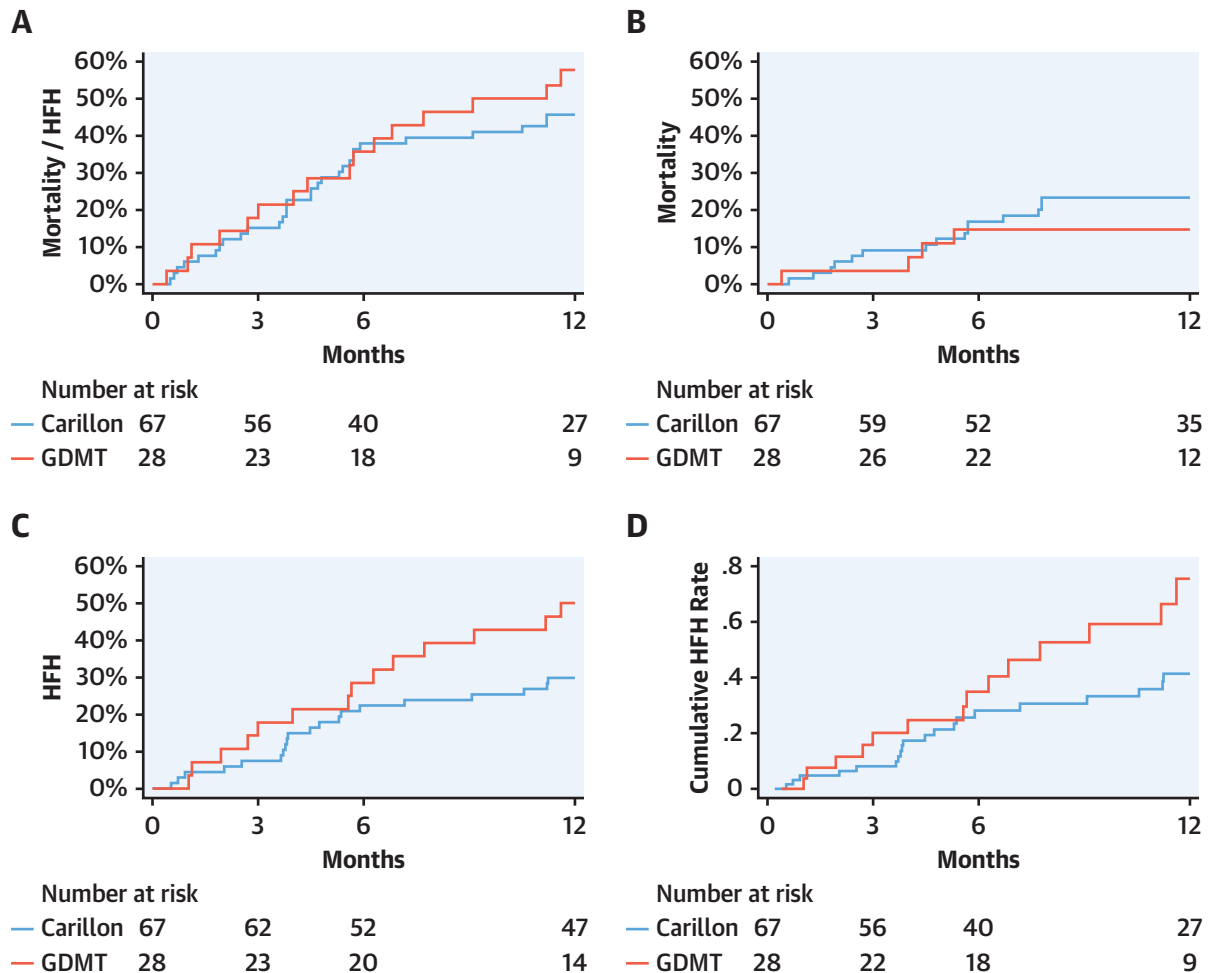 A
60%
50%
40%
30%
20%
10%
0%
Mortality / HFH
0 3 6 12
Months
Number at risk
Carillon 67 56 40 27
GDMT 28 23 18 9
B
60%
50%
40%
30%
20%
10%
0%
Mortality
0 3 6 12
Months
Number at risk
Carillon 67 59 52 35
GDMT 28 26 22 12
C
60%
50%
40%
30%
20%
10%
0%
HFH
0 3 6 12
Months
Number at risk
Carillon 67 62 52 47
GDMT 28 23 20 14
D
.8
.6
.4
.2
0
Cumulative HFH Rate
0 3 6 12
Months
Number at risk
Carillon 67 56 40 27
GDMT 28 22 18 9